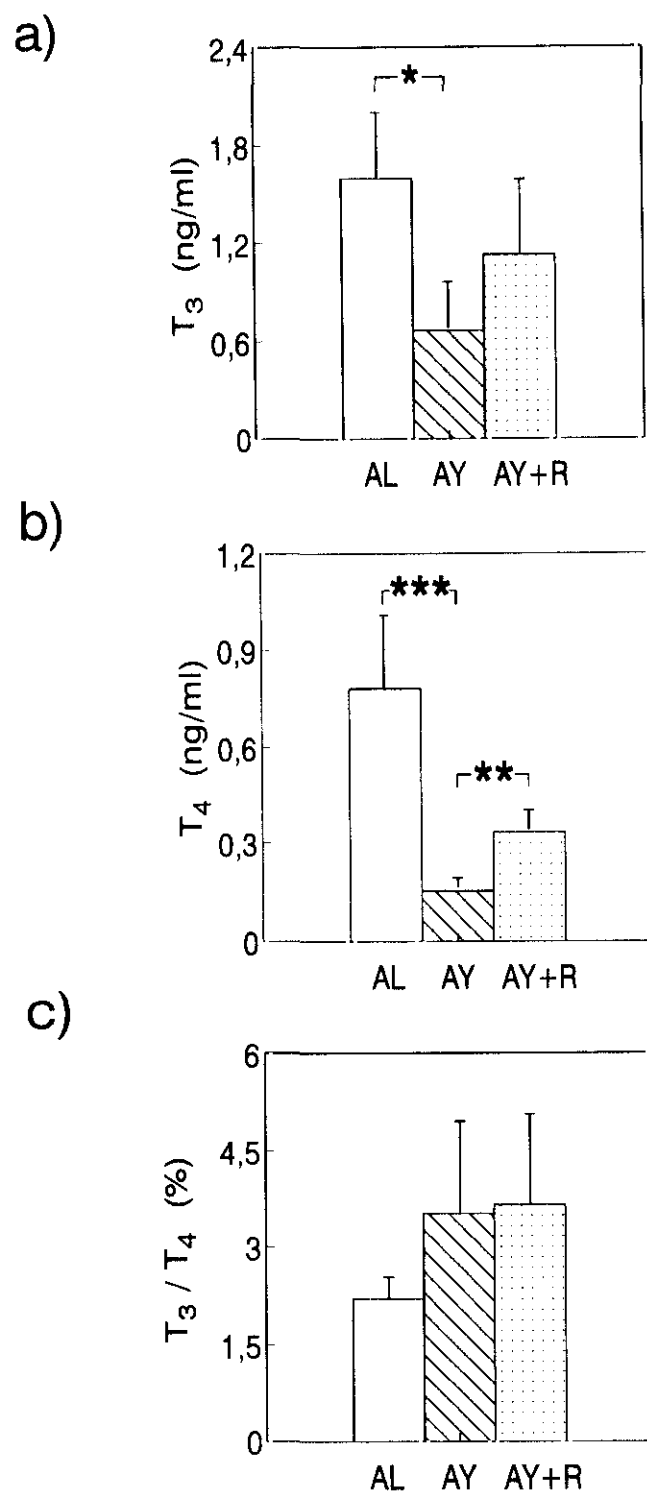 a)
2,4
1,8
1,2
0,6
0
T3 (ng/ml)
*
AL AY AY+R
b)
1,2
0,9
0,6
0,3
0
T4 (ng/ml)
***
**
AL AY AY+R
c)
6
4,5
3
1,5
0
T3 / T4 (%)
AL AY AY+R